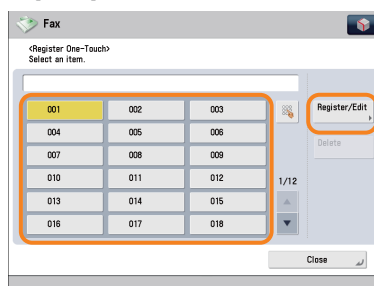 Fax
<Register One-Touch>
Select an item.
001 002 003 Register/Edit
004 005 006 Delete
007 008 009
010 011 012 1/12
013 014 015
016 017 018
Close